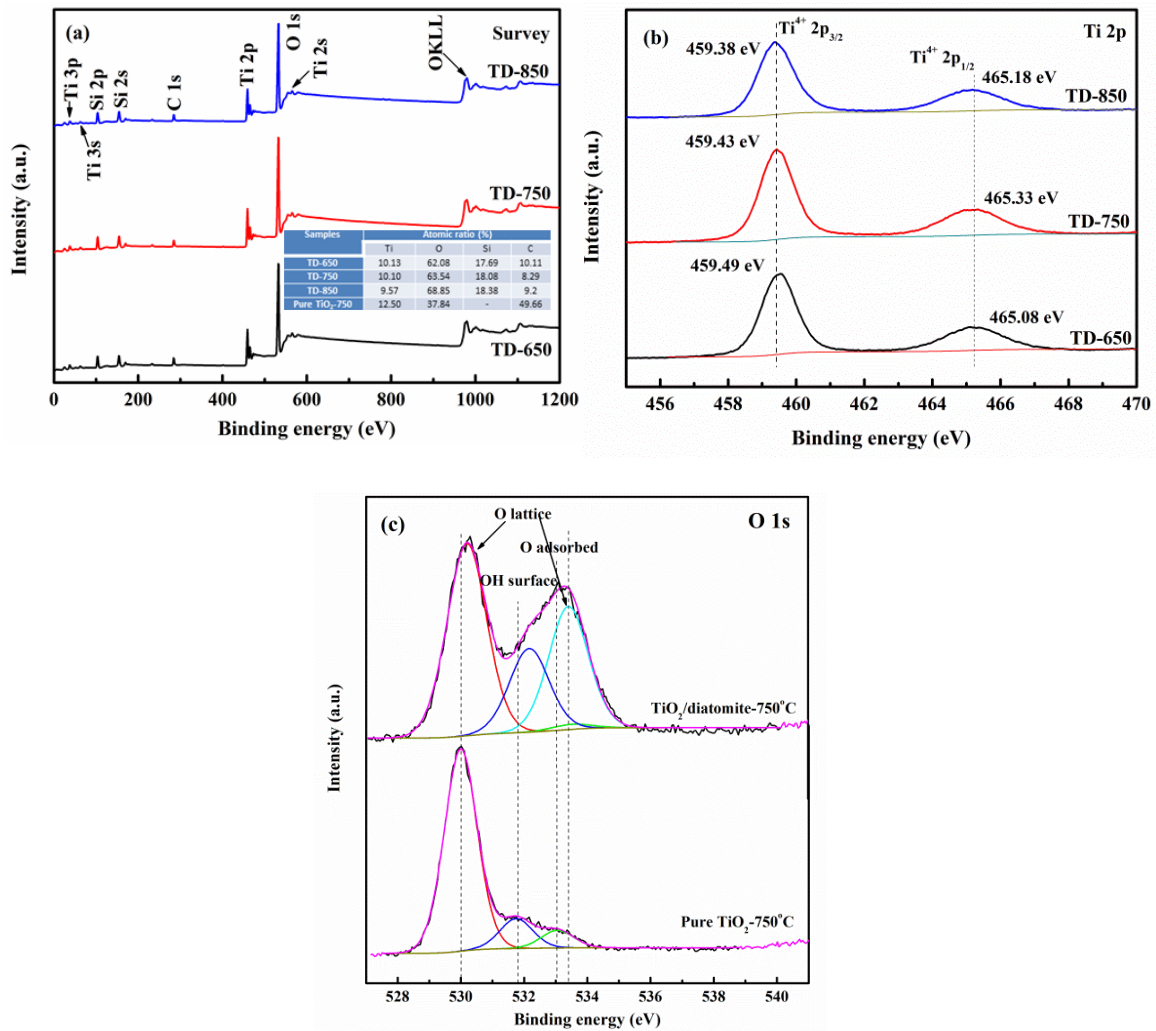 (a)
Survey
Ti 3p
Ti 3s
Si 2p
Si 2s
C 1s
Ti 2p
O 1s
Ti 2s
OKLL
TD-850
TD-750
TD-650
Samples Atomic ratio (%)
Ti O Si C
TD-650 10.13 62.08 17.69 10.11
TD-750 10.10 63.54 18.08 8.29
TD-850 9.57 68.85 18.38 9.2
Pure TiO₂-750 12.50 37.84 - 49.66
Intensity (a.u.)
0 200 400 600 800 1000 1200
Binding energy (eV)
(b)
Ti⁴⁺ 2p₃/₂
Ti 2p
459.38 eV
Ti⁴⁺ 2p₁/₂
465.18 eV
TD-850
459.43 eV
465.33 eV
TD-750
459.49 eV
465.08 eV
TD-650
Intensity (a.u.)
456 458 460 462 464 466 468 470
Binding energy (eV)
(c)
O lattice
O 1s
O adsorbed
OH surface
TiO₂/diatomite-750°C
Pure TiO₂-750°C
Intensity (a.u.)
528 530 532 534 536 538 540
Binding energy (eV)